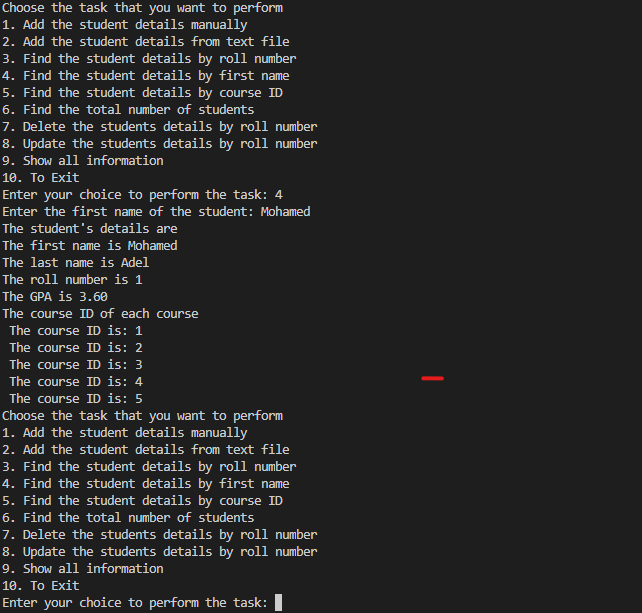 Choose the task that you want to perform
1. Add the student details manually
2. Add the student details from text file
3. Find the student details by roll number
4. Find the student details by first name
5. Find the student details by course ID
6. Find the total number of students
7. Delete the students details by roll number
8. Update the students details by roll number
9. Show all information
10. To Exit
Enter your choice to perform the task: 4
Enter the first name of the student: Mohamed
The student's details are
The first name is Mohamed
The last name is Adel
The roll number is 1
The GPA is 3.60
The course ID of each course
 The course ID is: 1
 The course ID is: 2
 The course ID is: 3
 The course ID is: 4
 The course ID is: 5
Choose the task that you want to perform
1. Add the student details manually
2. Add the student details from text file
3. Find the student details by roll number
4. Find the student details by first name
5. Find the student details by course ID
6. Find the total number of students
7. Delete the students details by roll number
8. Update the students details by roll number
9. Show all information
10. To Exit
Enter your choice to perform the task: